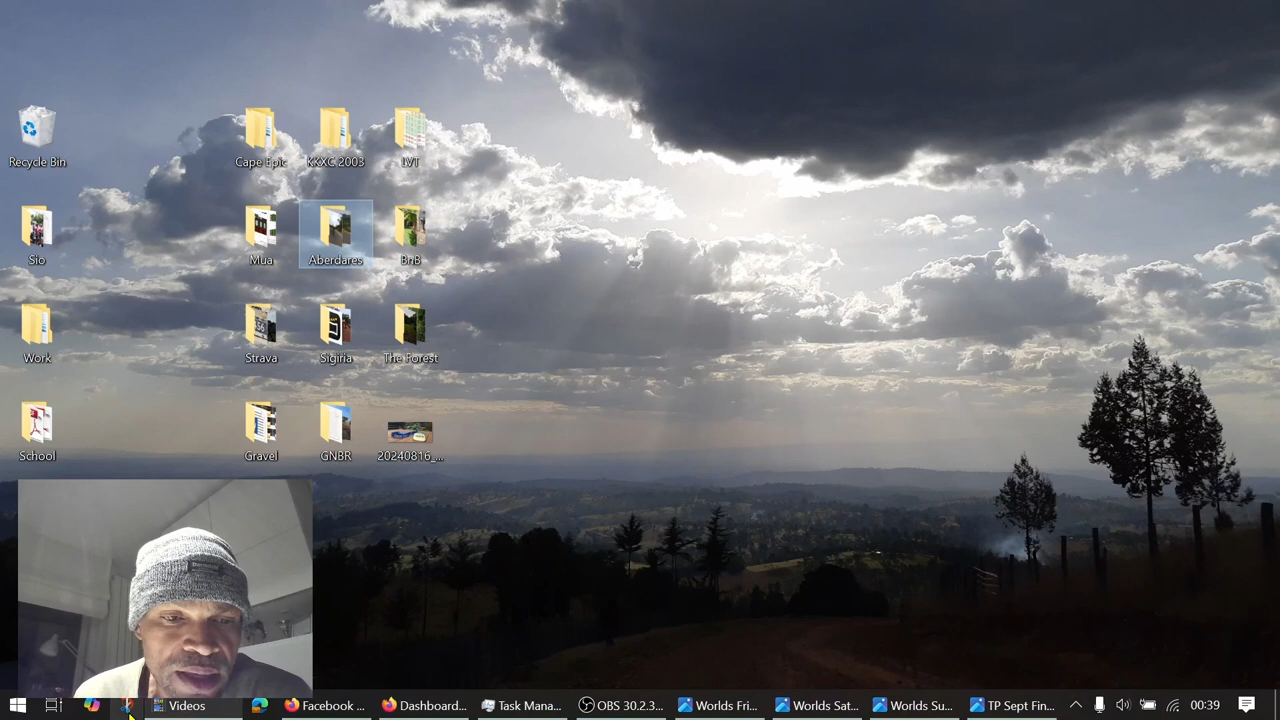 Recycle Bin
Cape Epic
KKXC 2003
LVT
Sio
Mua
Aberdares
BnB
Work
Strava
Sigiria
The Forest
School
Gravel
GNBR
20240816_...
Videos
Facebook ...
Dashboard...
Task Mana...
OBS 30.2.3...
Worlds Fri...
Worlds Sat...
Worlds Su...
TP Sept Fin...
00:39